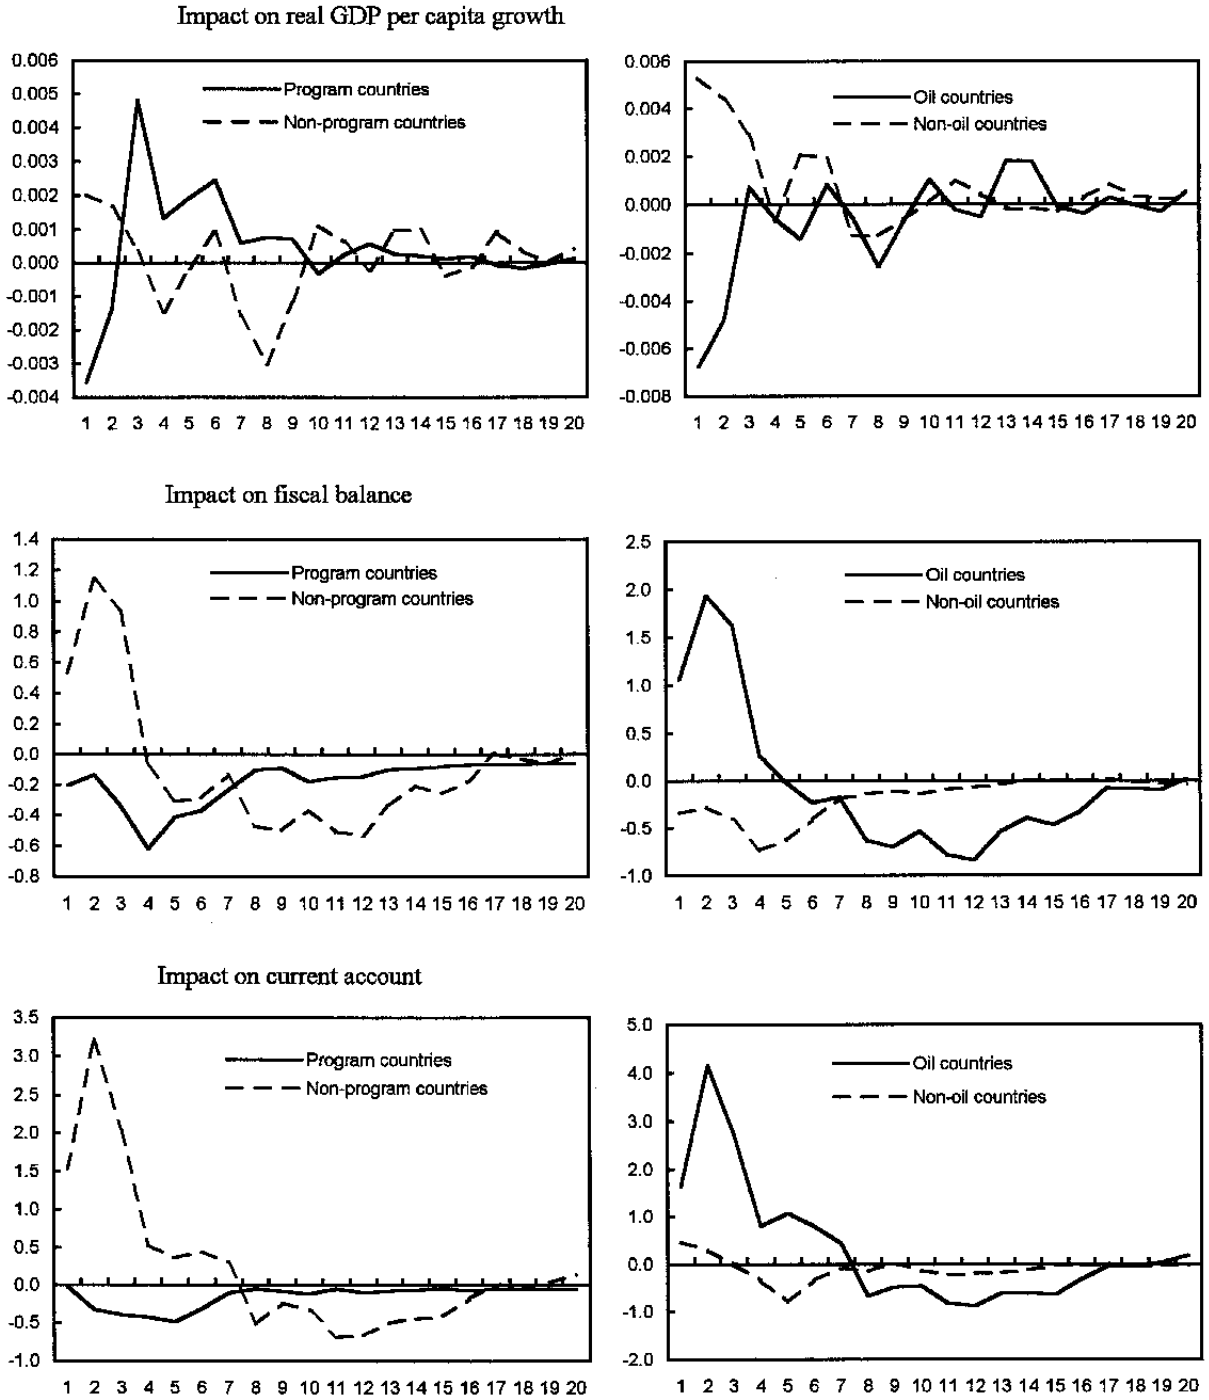 Impact on real GDP per capita growth
0.006
0.005
0.004
0.003
0.002
0.001
0.000
-0.001
-0.002
-0.003
-0.004
Program countries
Non-program countries
1 2 3 4 5 6 7 8 9 10 11 12 13 14 15 16 17 18 19 20
0.006
0.004
0.002
0.000
-0.002
-0.004
-0.006
-0.008
Oil countries
Non-oil countries
1 2 3 4 5 6 7 8 9 10 11 12 13 14 15 16 17 18 19 20
Impact on fiscal balance
1.4
1.2
1.0
0.8
0.6
0.4
0.2
0.0
-0.2
-0.4
-0.6
-0.8
Program countries
Non-program countries
1 2 3 4 5 6 7 8 9 10 11 12 13 14 15 16 17 18 19 20
2.5
2.0
1.5
1.0
0.5
0.0
-0.5
-1.0
Oil countries
Non-oil countries
1 2 3 4 5 6 7 8 9 10 11 12 13 14 15 16 17 18 19 20
Impact on current account
3.5
3.0
2.5
2.0
1.5
1.0
0.5
0.0
-0.5
-1.0
Program countries
Non-program countries
1 2 3 4 5 6 7 8 9 10 11 12 13 14 15 16 17 18 19 20
5.0
4.0
3.0
2.0
1.0
0.0
-1.0
-2.0
Oil countries
Non-oil countries
1 2 3 4 5 6 7 8 9 10 11 12 13 14 15 16 17 18 19 20